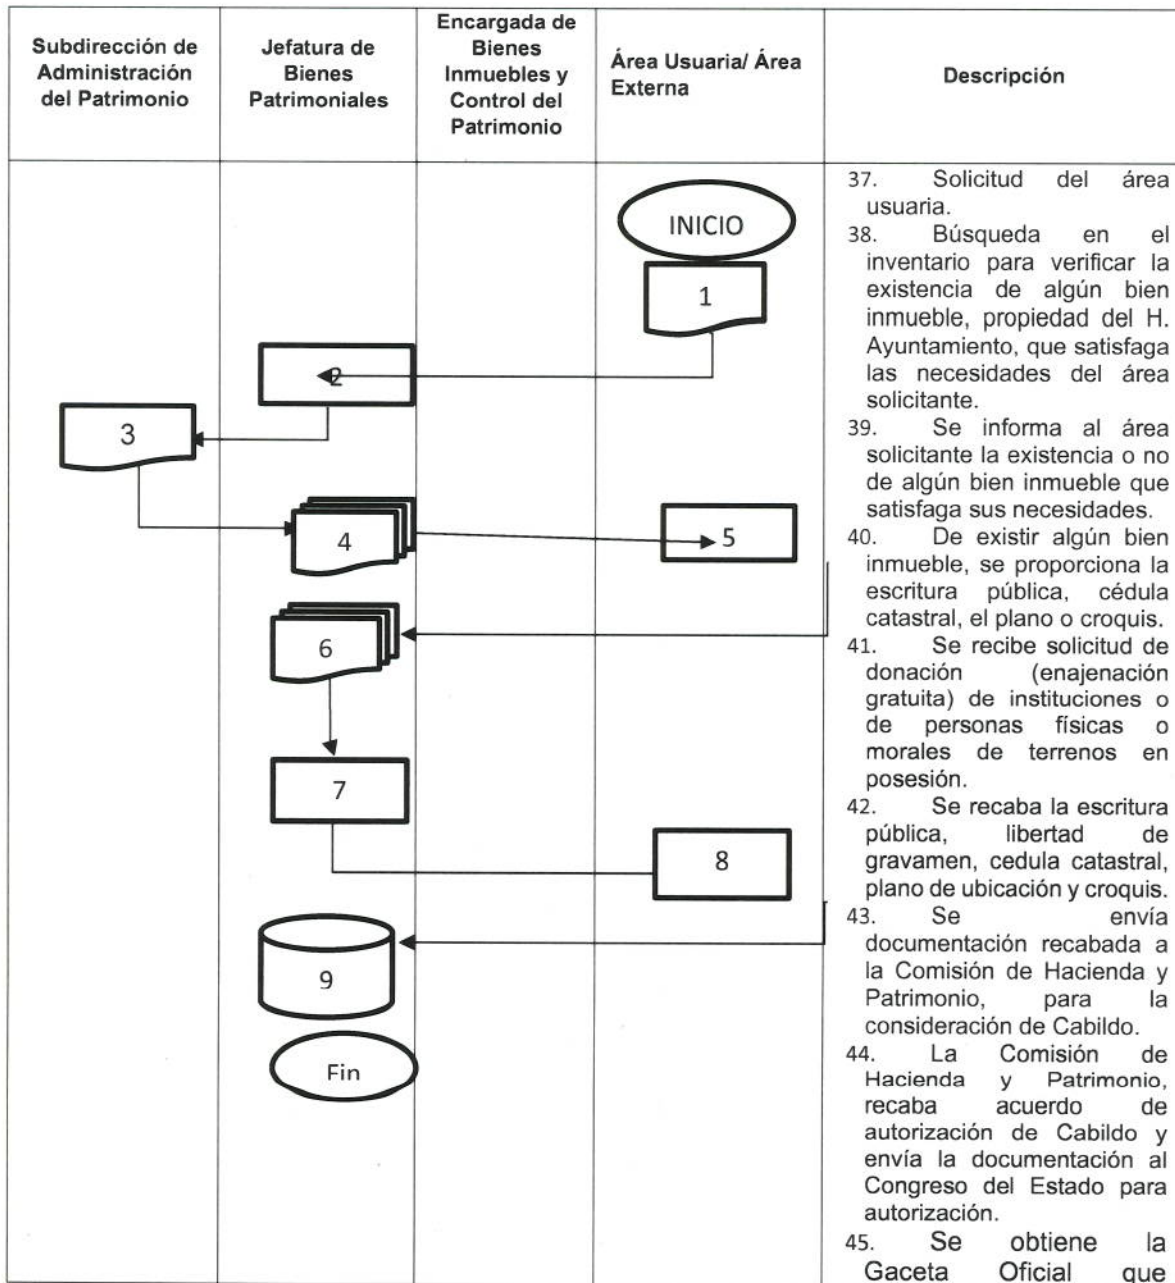 Subdirección de
Administración
del Patrimonio
Jefatura de
Bienes
Patrimoniales
Encargada de
Bienes
Inmuebles y
Control del
Patrimonio
Área Usuaria/ Área
Externa
Descripción
INICIO
1
2
3
4
5
6
7
8
9
Fin
37. Solicitud del área
usuaria.
38. Búsqueda en el
inventario para verificar la
existencia de algún bien
inmueble, propiedad del H.
Ayuntamiento, que satisfaga
las necesidades del área
solicitante.
39. Se informa al área
solicitante la existencia o no
de algún bien inmueble que
satisfaga sus necesidades.
40. De existir algún bien
inmueble, se proporciona la
escritura pública, cédula
catastral, el plano o croquis.
41. Se recibe solicitud de
donación (enajenación
gratuita) de instituciones o
de personas físicas o
morales de terrenos en
posesión.
42. Se recaba la escritura
pública, libertad de
gravamen, cedula catastral,
plano de ubicación y croquis.
43. Se envía
documentación recabada a
la Comisión de Hacienda y
Patrimonio, para la
consideración de Cabildo.
44. La Comisión de
Hacienda y Patrimonio,
recaba acuerdo de
autorización de Cabildo y
envía la documentación al
Congreso del Estado para
autorización.
45. Se obtiene la
Gaceta Oficial que